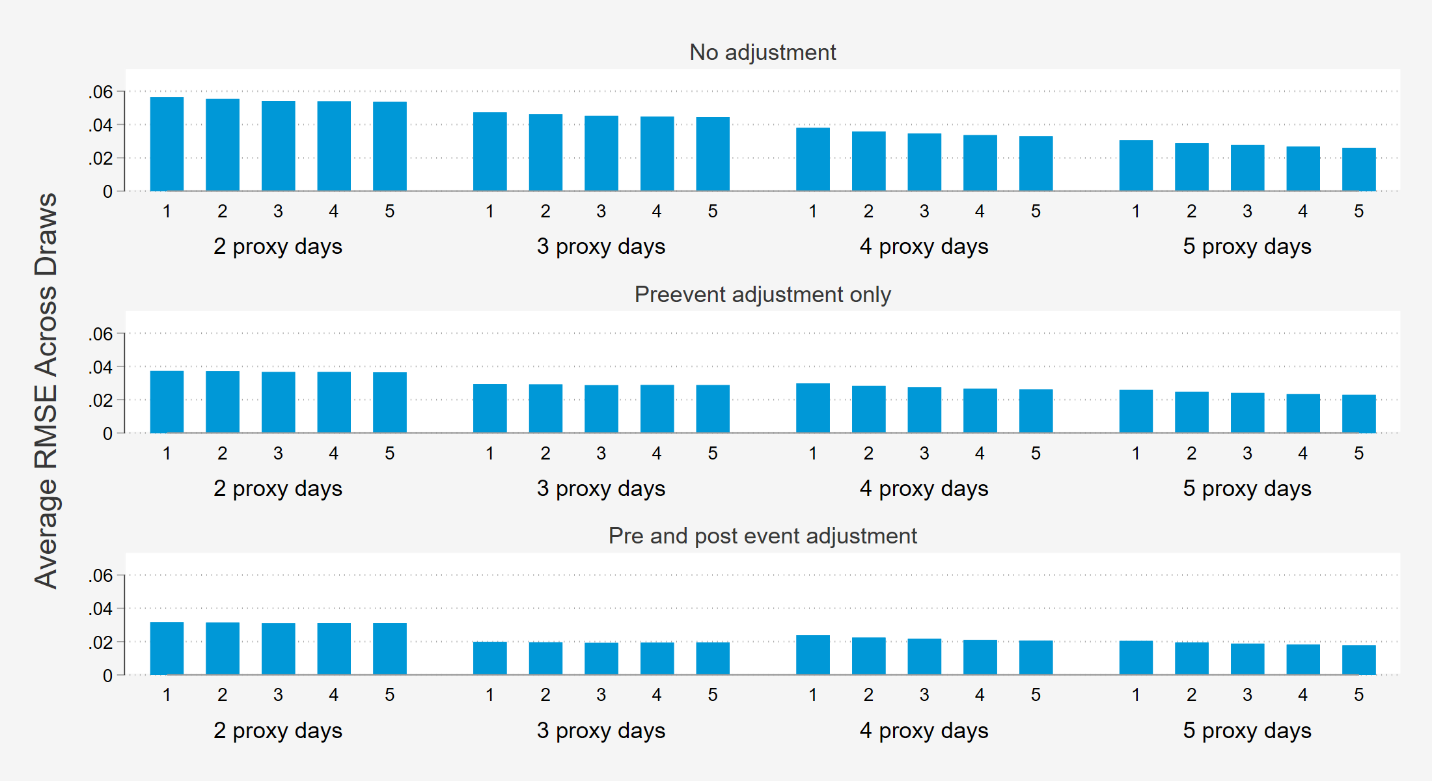 Average RMSE Across Draws
No adjustment
.06
.04
.02
0
1 2 3 4 5 1 2 3 4 5 1 2 3 4 5 1 2 3 4 5
2 proxy days 3 proxy days 4 proxy days 5 proxy days
Preevent adjustment only
.06
.04
.02
0
1 2 3 4 5 1 2 3 4 5 1 2 3 4 5 1 2 3 4 5
2 proxy days 3 proxy days 4 proxy days 5 proxy days
Pre and post event adjustment
.06
.04
.02
0
1 2 3 4 5 1 2 3 4 5 1 2 3 4 5 1 2 3 4 5
2 proxy days 3 proxy days 4 proxy days 5 proxy days